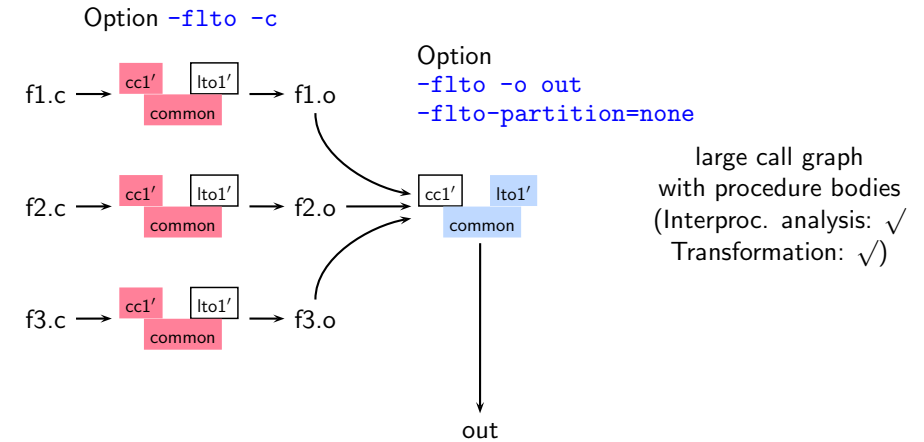 Option -flto -c
Option
-flto -o out
-flto-partition=none
f1.c
cc1′
lto1′
common
f1.o
large call graph
with procedure bodies
(Interproc. analysis: √
Transformation: √)
f2.c
cc1′
lto1′
common
f2.o
cc1′
lto1′
common
f3.c
cc1′
lto1′
common
f3.o
out